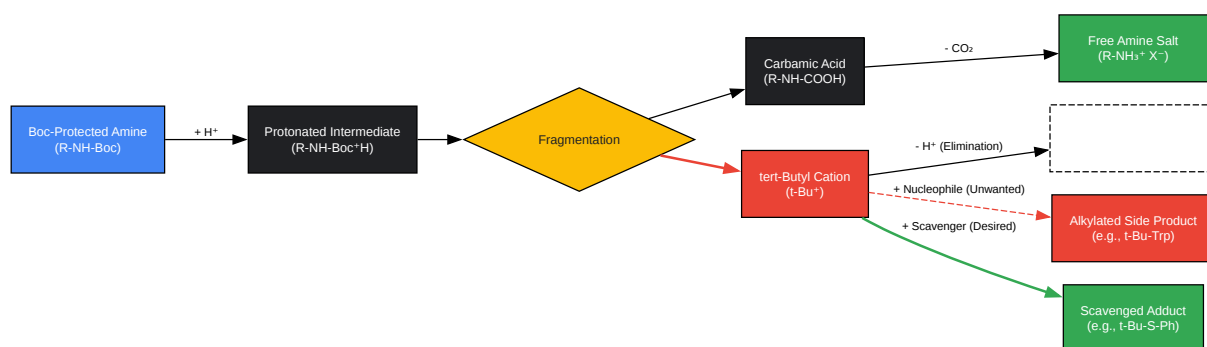 Boc-Protected Amine
(R-NH-Boc)
+ H⁺
Protonated Intermediate
(R-NH-Boc⁺H)
Fragmentation
Carbamic Acid
(R-NH-COOH)
- CO₂
Free Amine Salt
(R-NH₃⁺ X⁻)
tert-Butyl Cation
(t-Bu⁺)
- H⁺ (Elimination)
+ Nucleophile (Unwanted)
Alkylated Side Product
(e.g., t-Bu-Trp)
+ Scavenger (Desired)
Scavenged Adduct
(e.g., t-Bu-S-Ph)